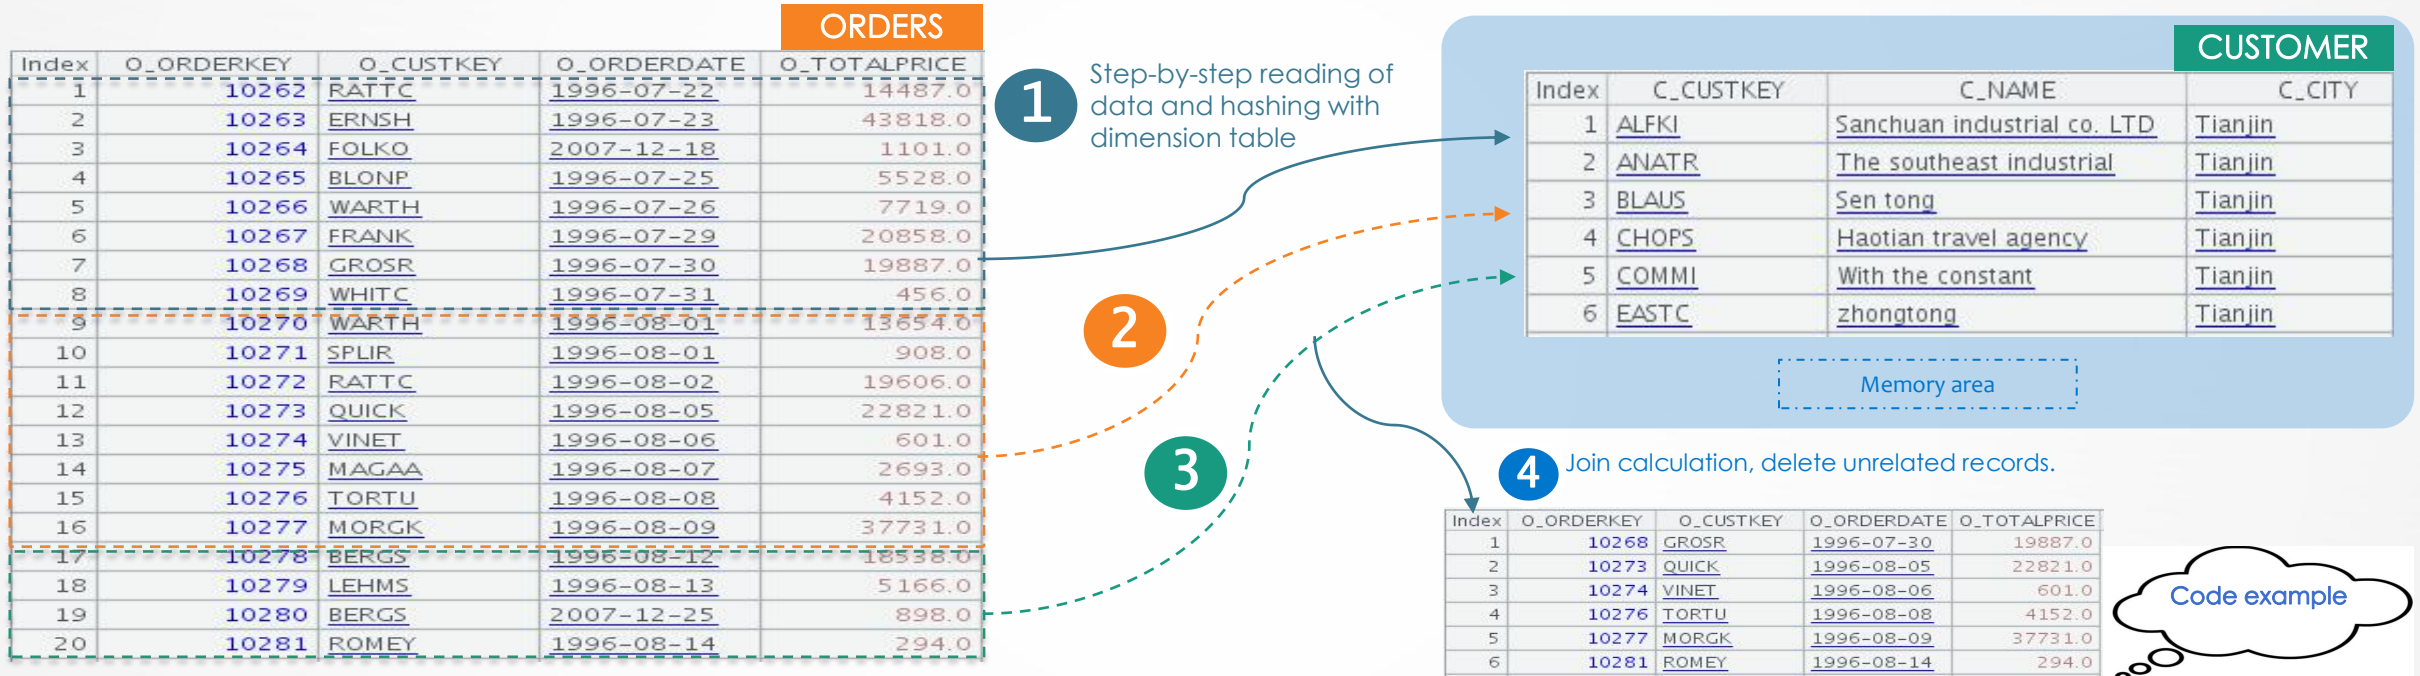 ORDERS
Index O_ORDERKEY O_CUSTKEY O_ORDERDATE O_TOTALPRICE
1 10262 RATTC 1996-07-22 14487.0
2 10263 ERNSH 1996-07-23 43818.0
3 10264 FOLKO 2007-12-18 1101.0
4 10265 BLONP 1996-07-25 5528.0
5 10266 WARTH 1996-07-26 7719.0
6 10267 FRANK 1996-07-29 20858.0
7 10268 GROSR 1996-07-30 19887.0
8 10269 WHITC 1996-07-31 456.0
9 10270 WARTH 1996-08-01 13654.0
10 10271 SPLIR 1996-08-01 908.0
11 10272 RATTC 1996-08-02 19606.0
12 10273 QUICK 1996-08-05 22821.0
13 10274 VINET 1996-08-06 601.0
14 10275 MAGAA 1996-08-07 2693.0
15 10276 TORTU 1996-08-08 4152.0
16 10277 MORGK 1996-08-09 37731.0
17 10278 BERGS 1996-08-12 18538.0
18 10279 LEHMS 1996-08-13 5166.0
19 10280 BERGS 2007-12-25 898.0
20 10281 ROMEY 1996-08-14 294.0
1
Step-by-step reading of
data and hashing with
dimension table
2
3
CUSTOMER
Index C_CUSTKEY C_NAME C_CITY
1 ALFKI Sanchuan industrial co. LTD Tianjin
2 ANATR The southeast industrial Tianjin
3 BLAUS Sen tong Tianjin
4 CHOPS Haotian travel agency Tianjin
5 COMMI With the constant Tianjin
6 EASTC zhongtong Tianjin
Memory area
4 Join calculation, delete unrelated records.
Index O_ORDERKEY O_CUSTKEY O_ORDERDATE O_TOTALPRICE
1 10268 GROSR 1996-07-30 19887.0
2 10273 QUICK 1996-08-05 22821.0
3 10274 VINET 1996-08-06 601.0
4 10276 TORTU 1996-08-08 4152.0
5 10277 MORGK 1996-08-09 37731.0
6 10281 ROMEY 1996-08-14 294.0
Code example